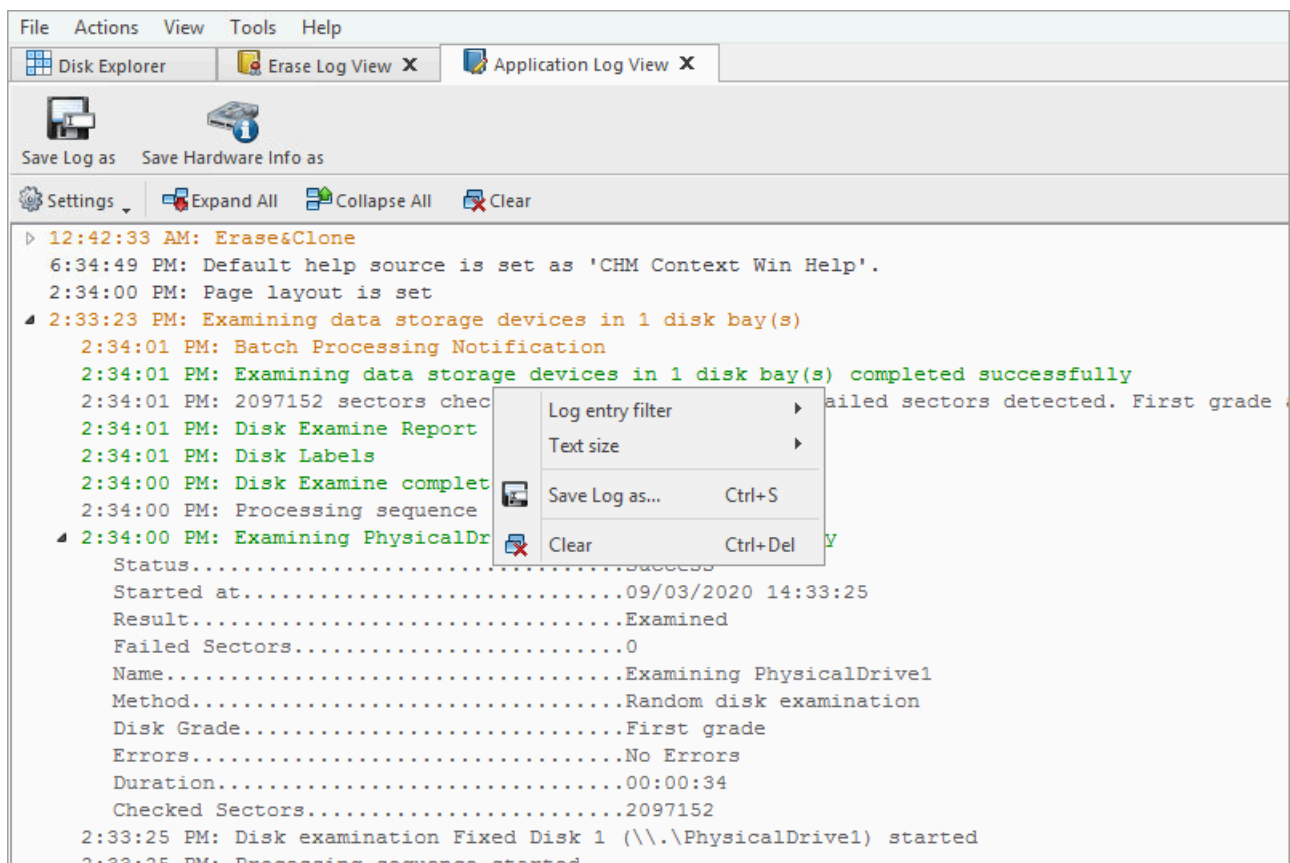 File Actions View Tools Help
Disk Explorer Erase Log View X Application Log View X
Save Log as Save Hardware Info as
Settings Expand All Collapse All Clear
12:42:33 AM: Erase&Clone
6:34:49 PM: Default help source is set as 'CHM Context Win Help'.
2:34:00 PM: Page layout is set
2:33:23 PM: Examining data storage devices in 1 disk bay(s)
2:34:01 PM: Batch Processing Notification
2:34:01 PM: Examining data storage devices in 1 disk bay(s) completed successfully
2:34:01 PM: 2097152 sectors chec ailed sectors detected. First grade
Log entry filter
2:34:01 PM: Disk Examine Report
Text size
2:34:01 PM: Disk Labels
2:34:00 PM: Disk Examine complet
Save Log as... Ctrl+S
2:34:00 PM: Processing sequence
2:34:00 PM: Examining PhysicalDr y
Clear Ctrl+Del
Status..................................Success
Started at..............................09/03/2020 14:33:25
Result..................................Examined
Failed Sectors..........................0
Name....................................Examining PhysicalDrive1
Method..................................Random disk examination
Disk Grade..............................First grade
Errors..................................No Errors
Duration................................00:00:34
Checked Sectors.........................2097152
2:33:25 PM: Disk examination Fixed Disk 1 (\\.\PhysicalDrive1) started
2:33:25 PM: Processing sequence started